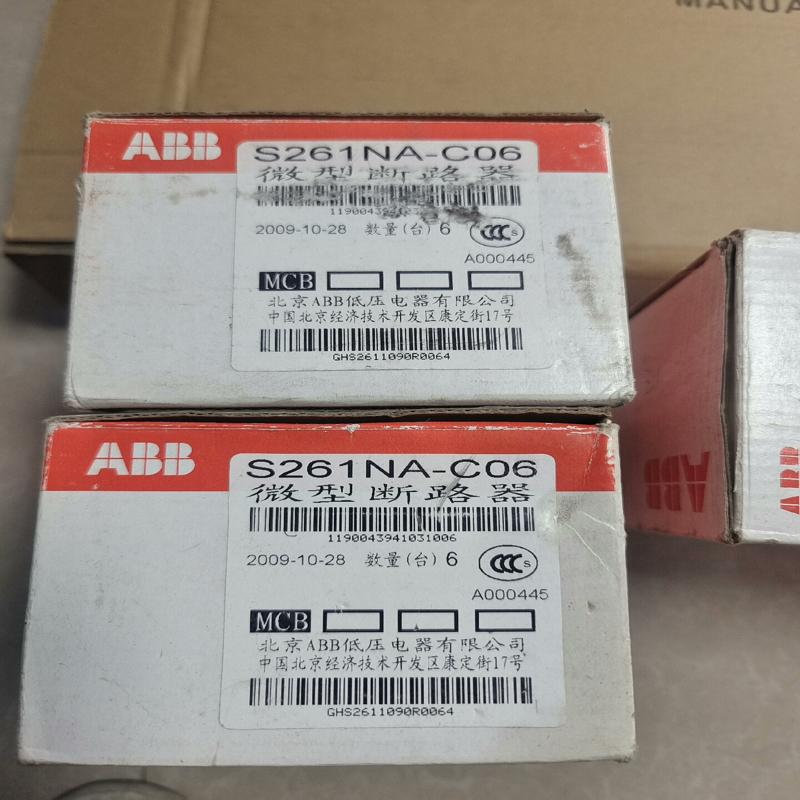 MANUA
ABB
S261NA-C06
微型断路器
2009-10-28 数量(台) 6 CCC S
A000445
MCB
北京ABB低压电器有限公司
中国北京经济技术开发区康定街17号
GHS2611090R0064
ABB
S261NA-C06
微型断路器
1190043941031006
2009-10-28 数量(台) 6 CCC S
A000445
MCB
北京ABB低压电器有限公司
中国北京经济技术开发区康定街17号
GHS2611090R0064
ABB
ABB